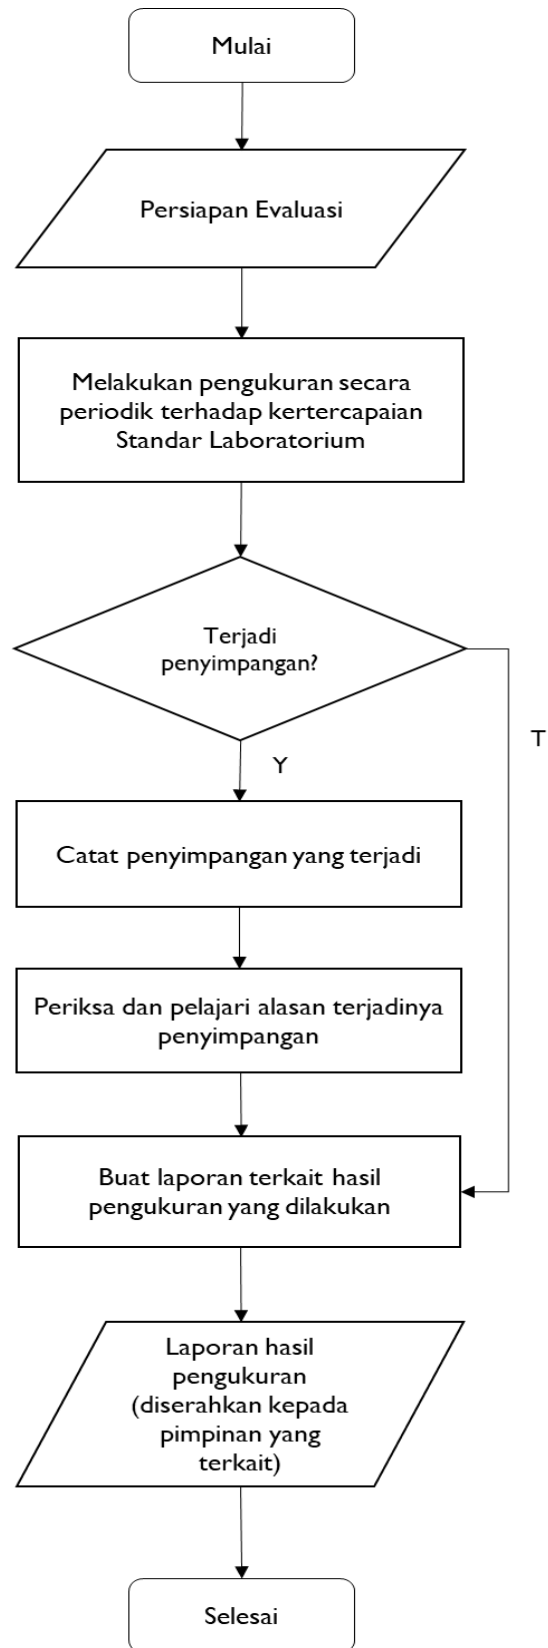 Mulai
Persiapan Evaluasi
Melakukan pengukuran secara
periodik terhadap kertercapaian
Standar Laboratorium
Terjadi
penyimpangan?
T
Y
Catat penyimpangan yang terjadi
Periksa dan pelajari alasan terjadinya
penyimpangan
Buat laporan terkait hasil
pengukuran yang dilakukan
Laporan hasil
pengukuran
(diserahkan kepada
pimpinan yang
terkait)
Selesai